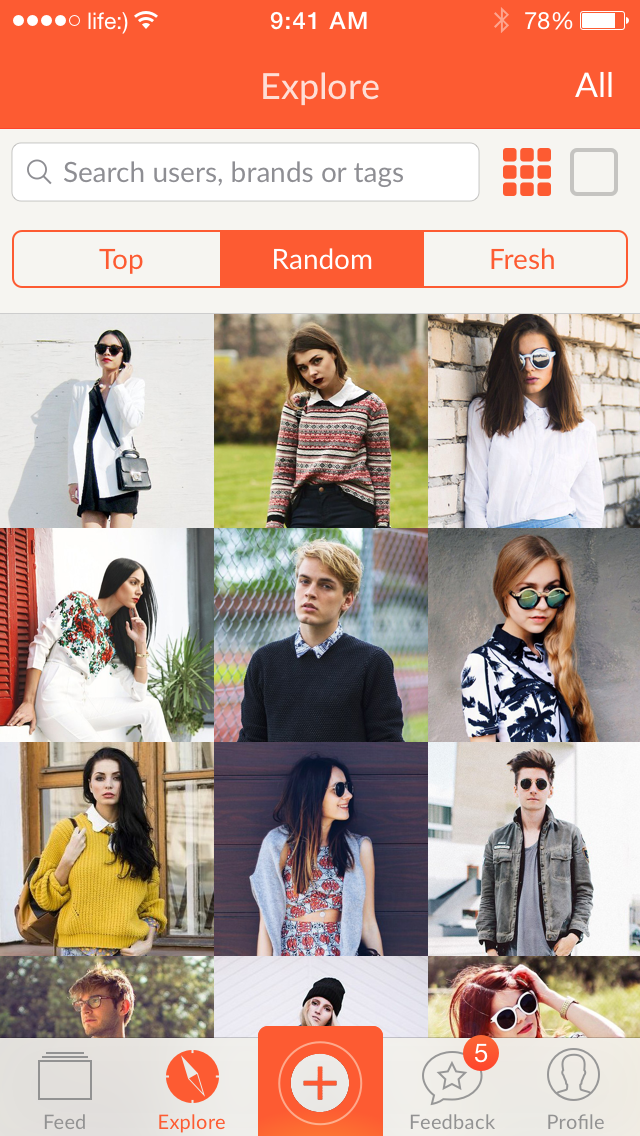 life:) 9:41 AM 78%
Explore All
Search users, brands or tags
Top Random Fresh
5
Feed Explore Feedback Profile